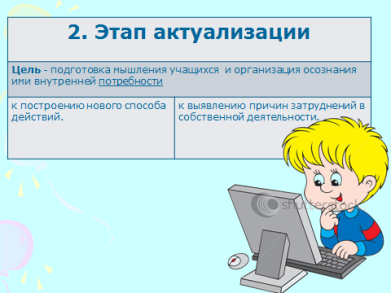 2. Этап актуализации
Цель - подготовка мышления учащихся и организация осознания
ими внутренней потребности
к построению нового способа
действий.
к выявлению причин затруднений в
собственной деятельности.
shutterstock